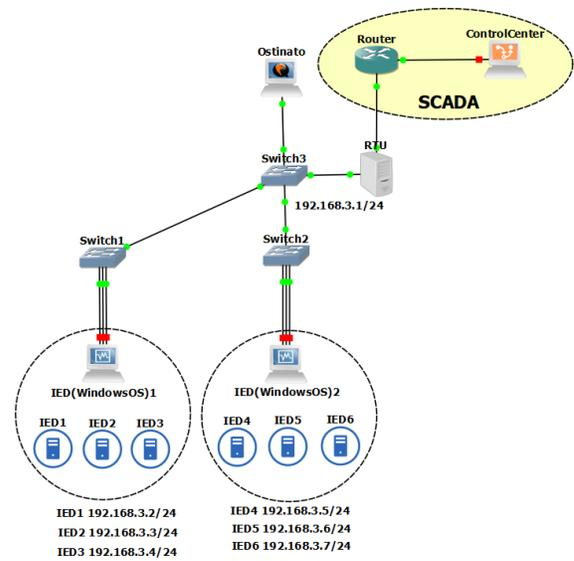 ControlCenter
Router
Ostinato
SCADA
RTU
Switch3
192.168.3.1/24
Switch1
Switch2
IED(WindowsOS)1
IED(WindowsOS)2
IED1 IED2 IED3
IED4 IED5 IED6
IED1 192.168.3.2/24
IED2 192.168.3.3/24
IED3 192.168.3.4/24
IED4 192.168.3.5/24
IED5 192.168.3.6/24
IED6 192.168.3.7/24